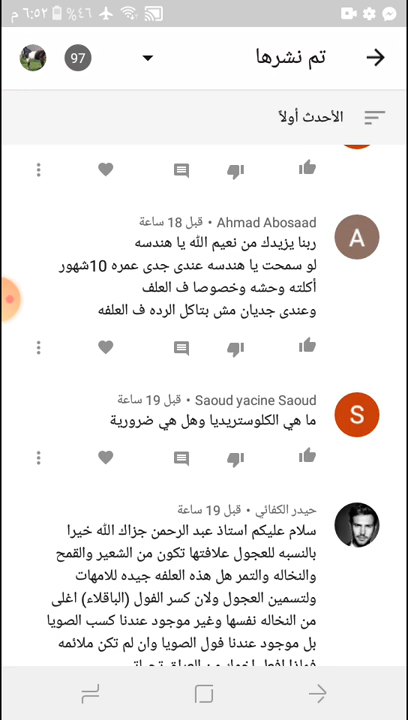 ٦:٥٢ م ٤٦٪
تم نشرها
97
الأحدث أولاً
Ahmad Abosaad • قبل 18 ساعة
A
ربنا يزيدك من نعيم الله يا هندسه
لو سمحت يا هندسه عندى جدى عمره 10شهور
أكلته وحشه وخصوصا ف العلف
وعندى جديان مش بتاكل الرده ف العلفه
Saoud yacine Saoud • قبل 19 ساعة
S
ما هي الكلوستريديا وهل هي ضرورية
حيدر الكفائي • قبل 19 ساعة
سلام عليكم استاذ عبد الرحمن جزاك الله خيرا
بالنسبه للعجول علافتها تكون من الشعير والقمح
والنخاله والتمر هل هذه العلفه جيده للامهات
ولتسمين العجول ولان كسر الفول (الباقلاء) اغلى
من النخاله نفسها وغير موجود عندنا كسب الصويا
بل موجود عندنا فول الصويا وان لم تكن ملائمه